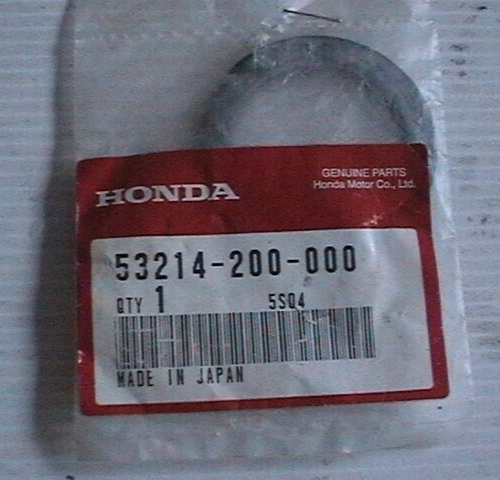 GENUINE PARTS
HONDA
Honda Motor Co., Ltd.
53214-200-000
QTY 1 5SQ4
MADE IN JAPAN